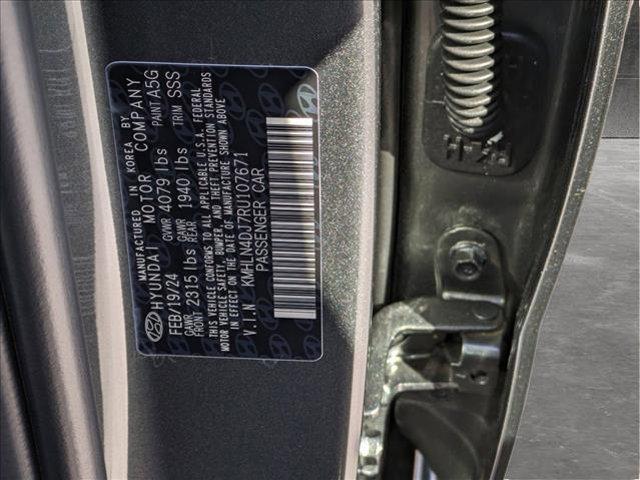 MANUFACTURED IN KOREA BY
HYUNDAI MOTOR COMPANY
FEB/19/24 GVWR 4079 lbs PAINT A5G
GAWR FRONT 2315 lbs GAWR REAR 1940 lbs TRIM SSS
THIS VEHICLE CONFORMS TO ALL APPLICABLE U.S.A. FEDERAL
MOTOR VEHICLE SAFETY, BUMPER, AND THEFT PREVENTION STANDARDS
IN EFFECT ON THE DATE OF MANUFACTURE SHOWN ABOVE
V.I.N KMHLN4DJ7RU107671
PASSENGER CAR